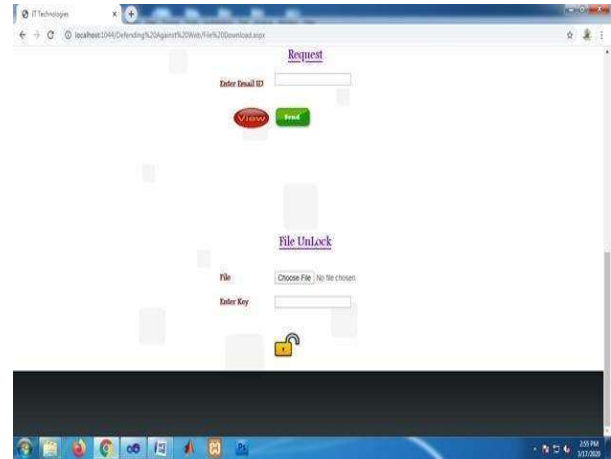 IT Technologies
localhost:1044/Defending%20Against%20Web/File%20Download.aspx
Request
Enter Email ID
View Send
File UnLock
File Choose File No file chosen
Enter Key
Ps
2:55 PM
3/17/2020